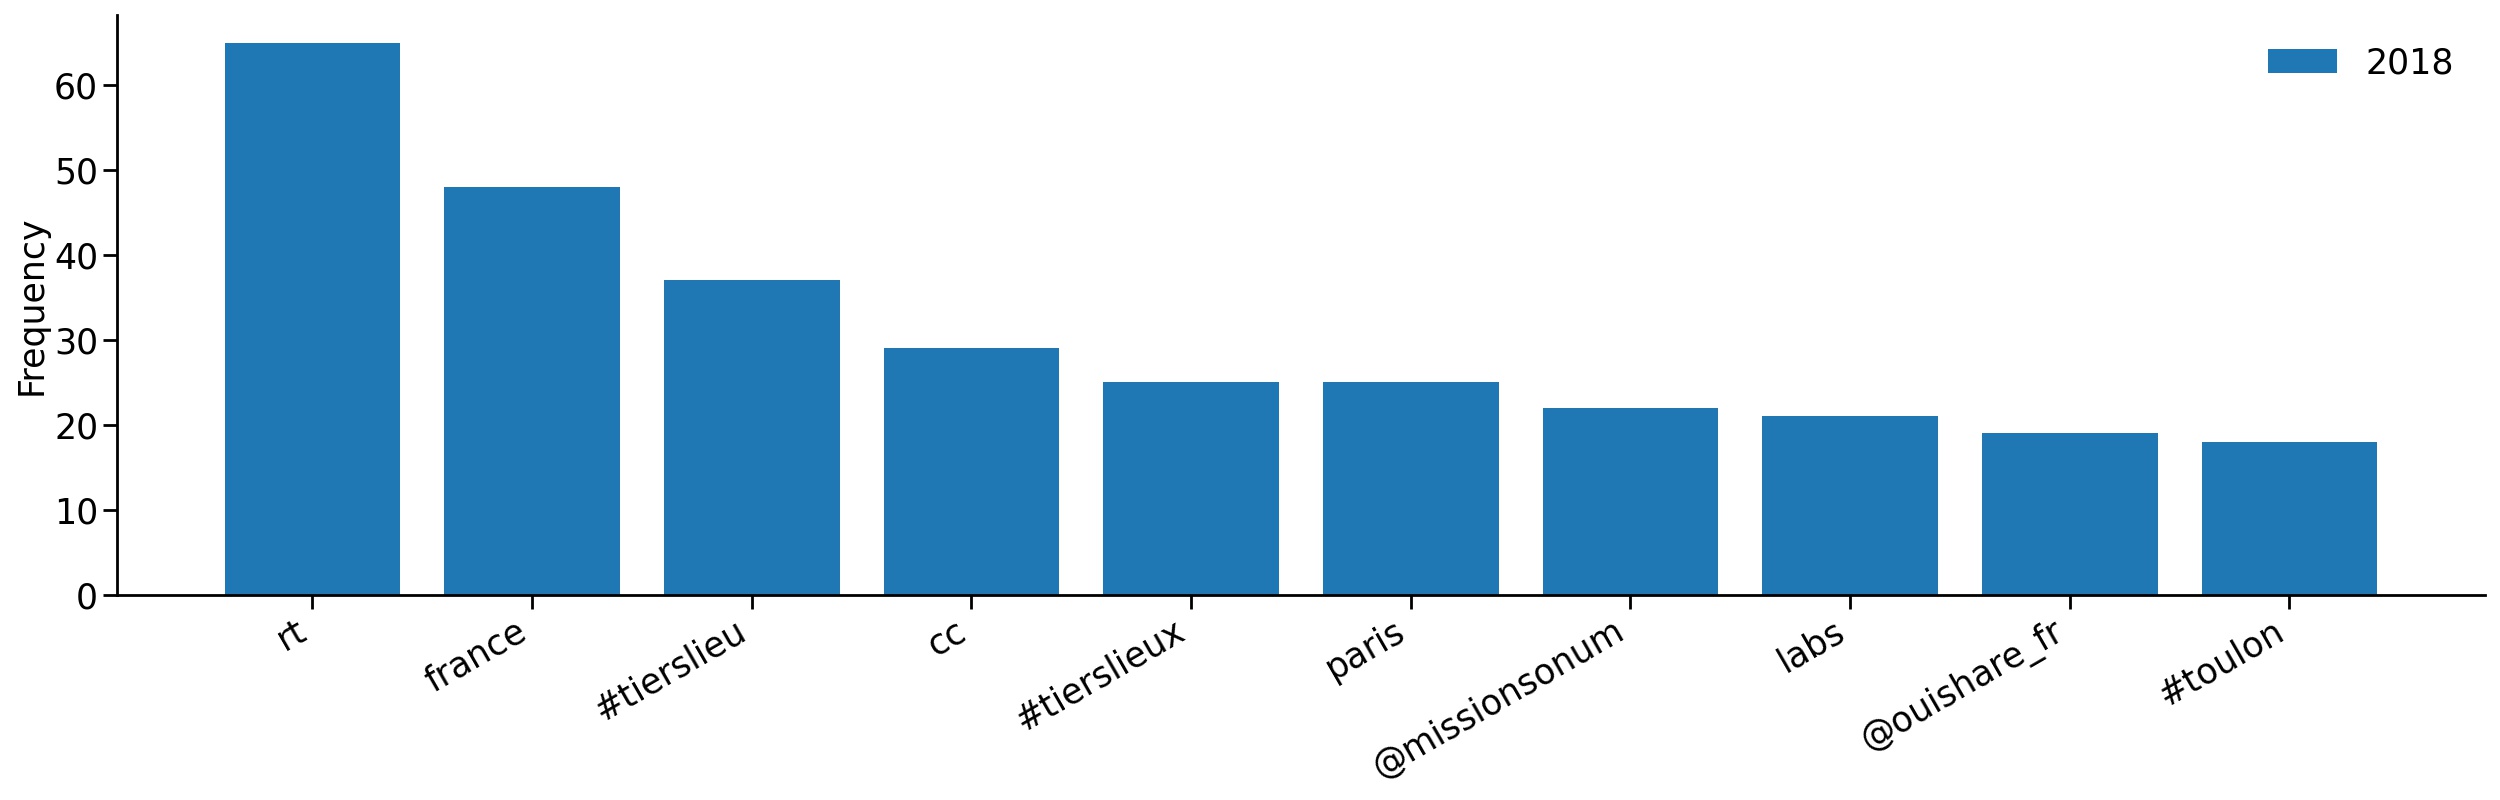 2018
Frequency
60
50
40
30
20
10
0
rt
france
#tierslieu
cc
#tierslieux
paris
@missionsonum
labs
@ouishare_fr
#toulon